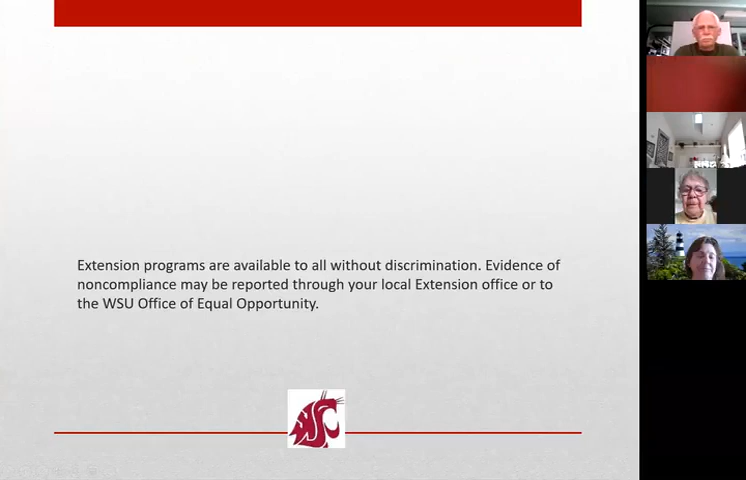 Extension programs are available to all without discrimination. Evidence of
noncompliance may be reported through your local Extension office or to
the WSU Office of Equal Opportunity.